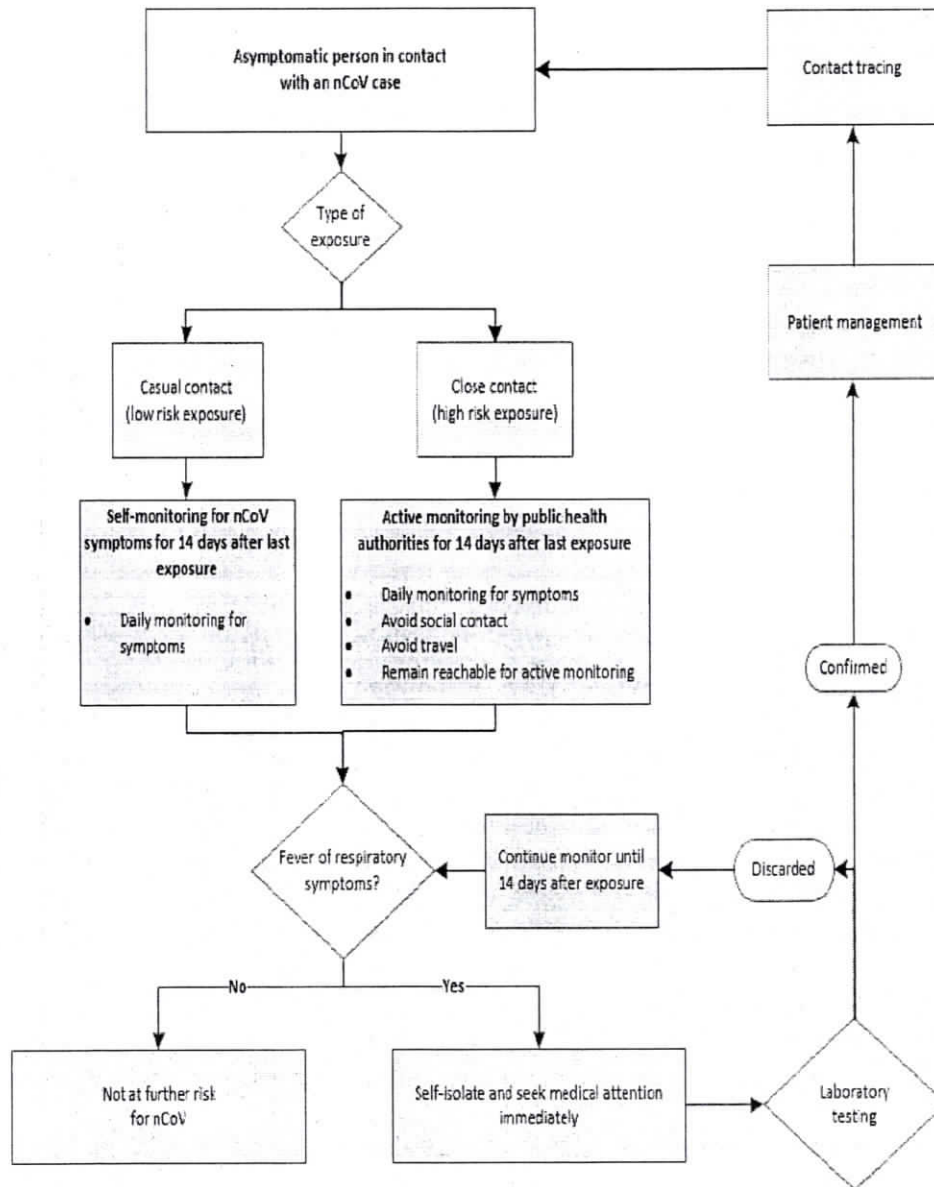 Asymptomatic person in contact
with an nCoV case
Contact tracing
Type of
exposure
Patient management
Casual contact
(low risk exposure)
Close contact
(high risk exposure)
Self-monitoring for nCoV
symptoms for 14 days after last
exposure
• Daily monitoring for
symptoms
Active monitoring by public health
authorities for 14 days after last exposure
• Daily monitoring for symptoms
• Avoid social contact
• Avoid travel
• Remain reachable for active monitoring
Confirmed
Fever of respiratory
symptoms?
Continue monitor until
14 days after exposure
Discarded
No
Yes
Not at further risk
for nCoV
Self-isolate and seek medical attention
immediately
Laboratory
testing